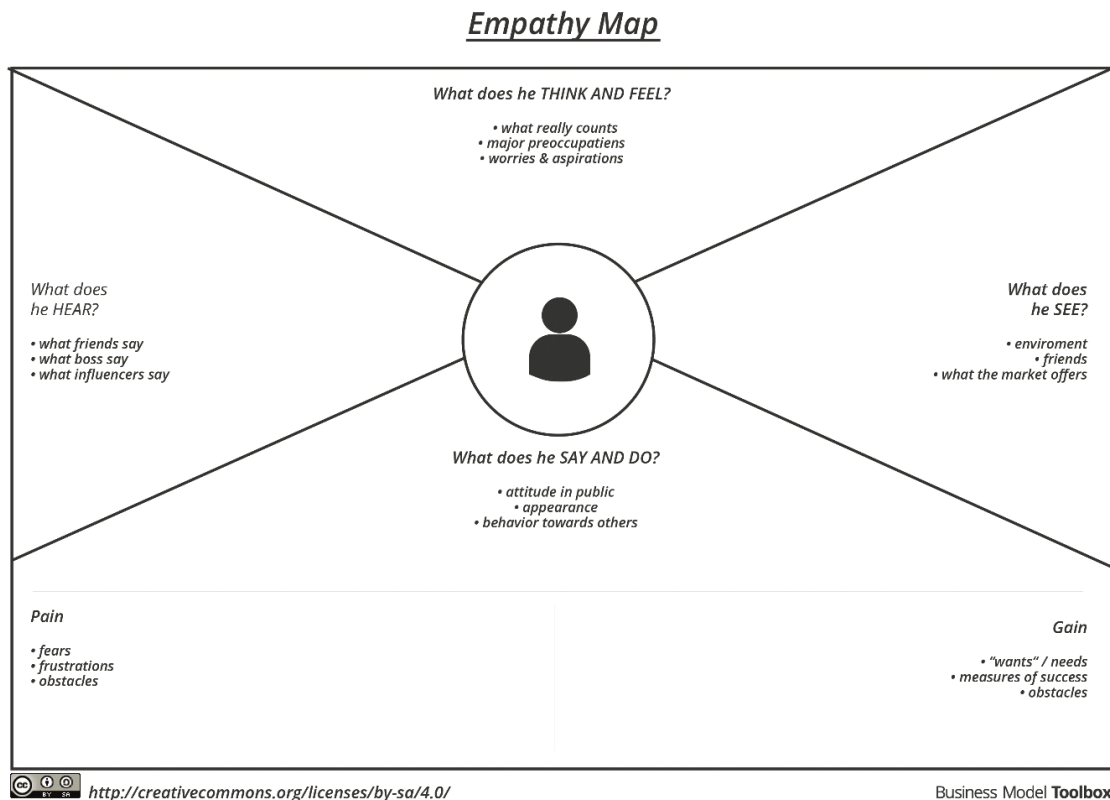 Empathy Map
What does he THINK AND FEEL?
• what really counts
• major preoccupatiens
• worries & aspirations
What does
he HEAR?
• what friends say
• what boss say
• what influencers say
What does
he SEE?
• enviroment
• friends
• what the market offers
What does he SAY AND DO?
• attitude in public
• appearance
• behavior towards others
Pain
• fears
• frustrations
• obstacles
Gain
• “wants” / needs
• measures of success
• obstacles
cc BY SA
http://creativecommons.org/licenses/by-sa/4.0/
Business Model Toolbox